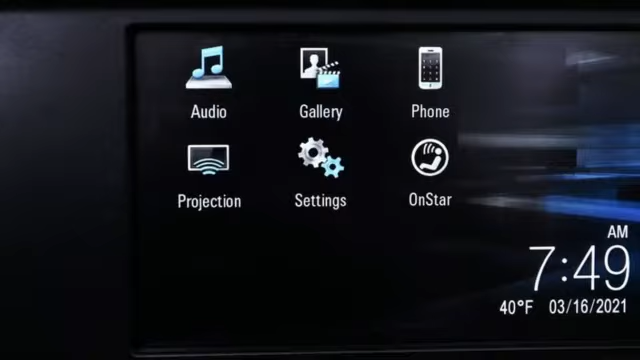 Audio Gallery Phone
Projection Settings OnStar
AM
7:49
40°F 03/16/2021